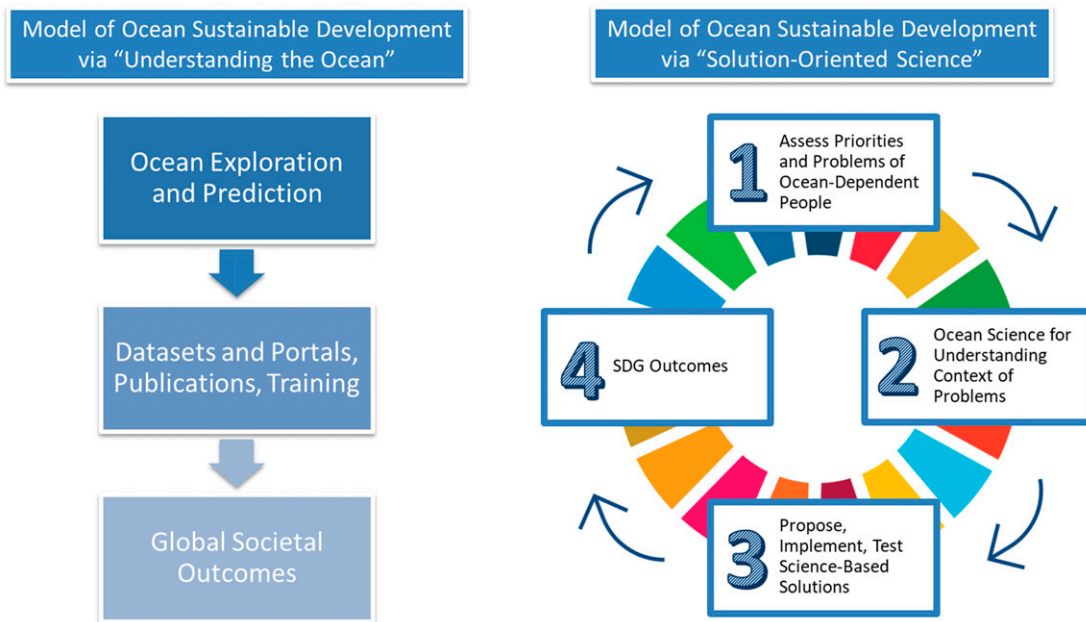 Model of Ocean Sustainable Development
via “Understanding the Ocean”
Ocean Exploration
and Prediction
Datasets and Portals,
Publications, Training
Global Societal
Outcomes
Model of Ocean Sustainable Development
via “Solution-Oriented Science”
1
Assess Priorities
and Problems of
Ocean-Dependent
People
2
Ocean Science for
Understanding
Context of
Problems
3
Propose,
Implement, Test
Science-Based
Solutions
4
SDG Outcomes